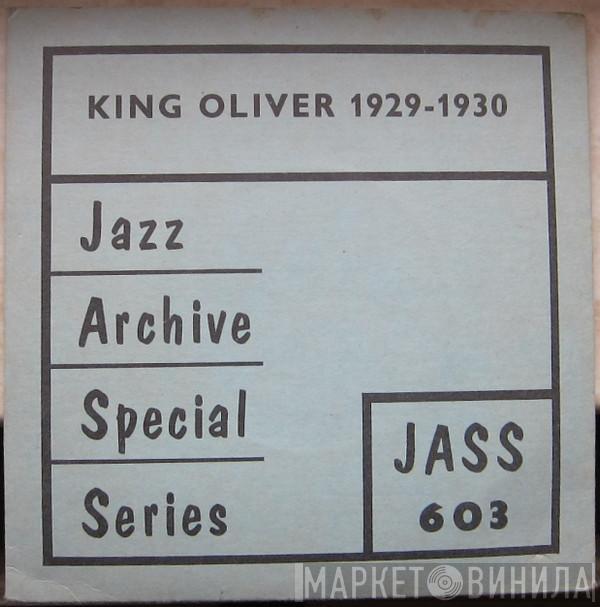 KING OLIVER 1929-1930
Jazz
Archive
Special
Series
JASS
603
МАРКЕТ ВИНИЛА